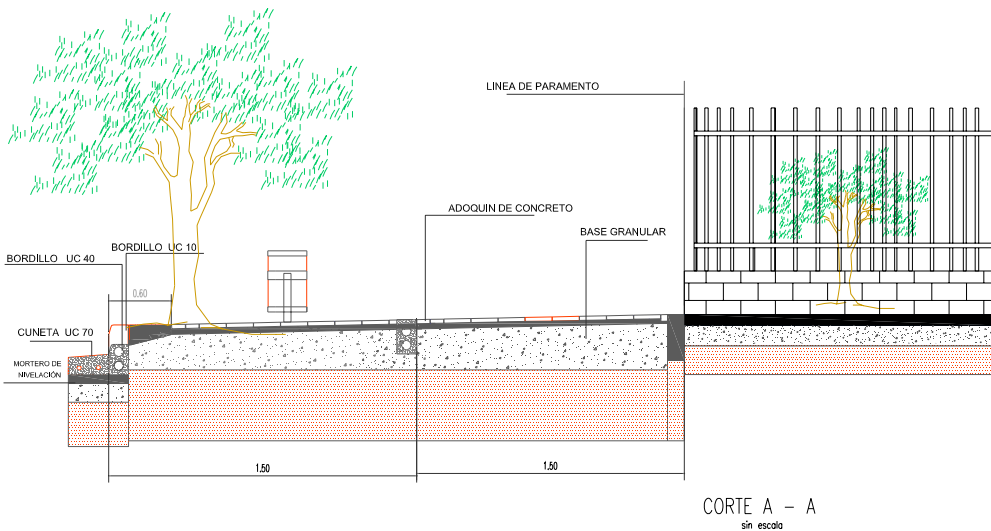 LINEA DE PARAMENTO
ADOQUIN DE CONCRETO
BASE GRANULAR
BORDILLO UC 10
BORDILLO UC 40
0.60
CUNETA UC 70
MORTERO DE
NIVELACIÓN
1.50
1.50
CORTE A - A
sin escala